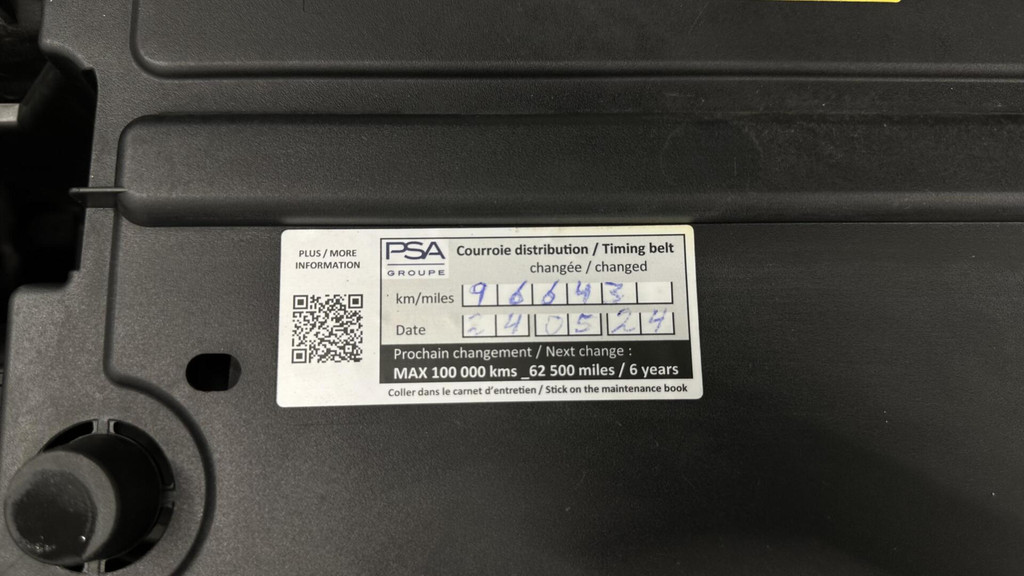 PLUS / MORE
INFORMATION
PSA
GROUPE
Courroie distribution / Timing belt
changée / changed
km/miles 96643
Date 240524
Prochain changement / Next change :
MAX 100 000 kms _62 500 miles / 6 years
Coller dans le carnet d'entretien / Stick on the maintenance book